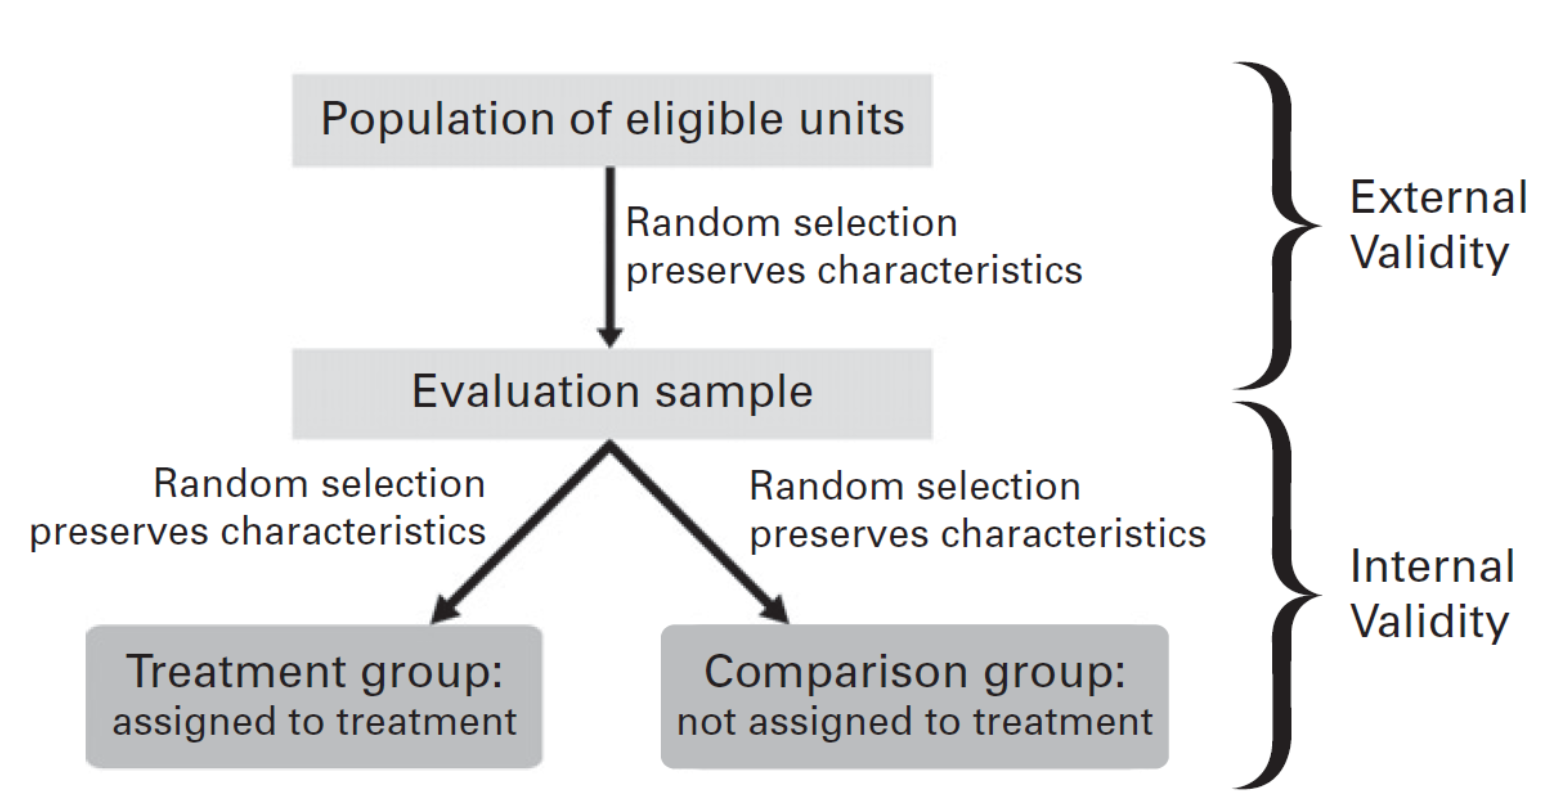 Population of eligible units
Random selection
preserves characteristics
External
Validity
Evaluation sample
Random selection
preserves characteristics
Random selection
preserves characteristics
Internal
Validity
Treatment group:
assigned to treatment
Comparison group:
not assigned to treatment